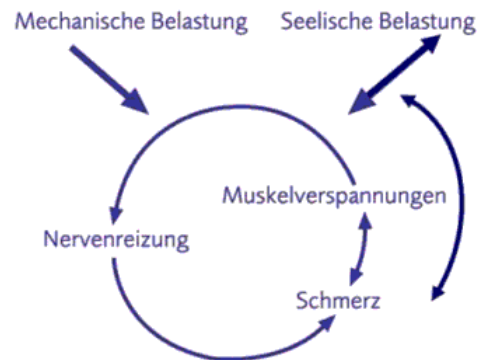 Mechanische Belastung
Seelische Belastung
Muskelverspannungen
Nervenreizung
Schmerz